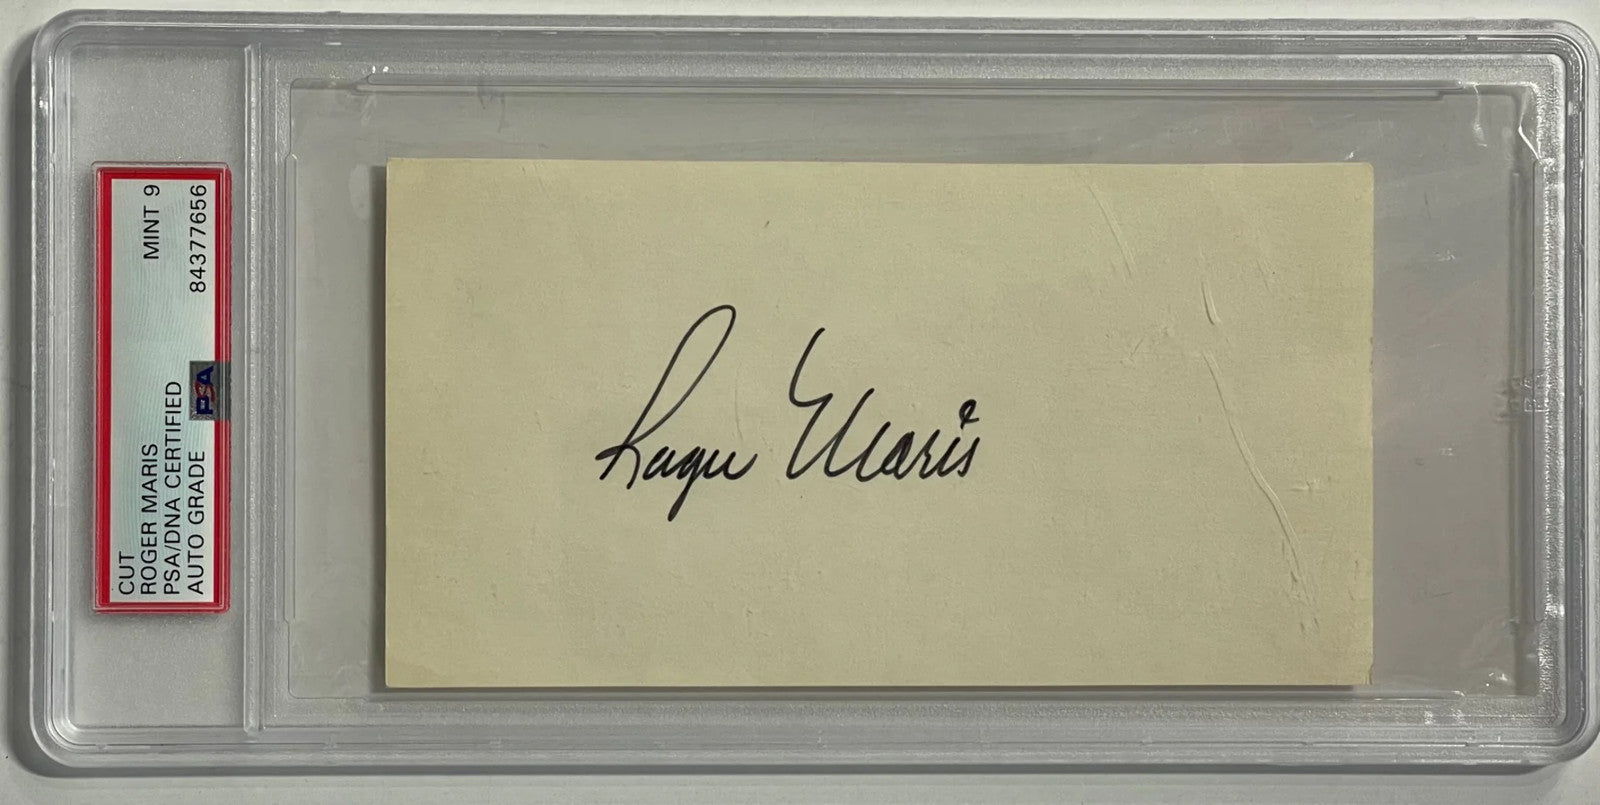 CUT
ROGER MARIS
PSA/DNA CERTIFIED
AUTO GRADE
MINT 9
84377656
PSA
Roger Maris